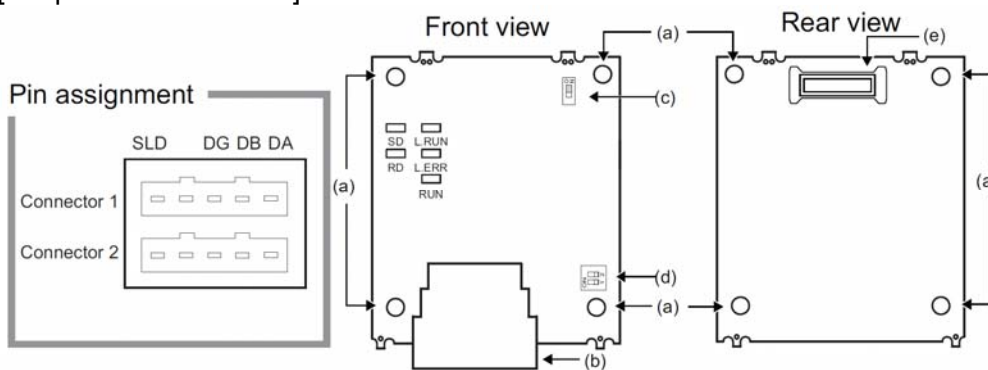 Front view
Rear view
(a)
(e)
Pin assignment
(c)
SLD DG DB DA
SD L.RUN
RD L.ERR
RUN
(a)
Connector 1
Connector 2
(d)
(a)
(b)